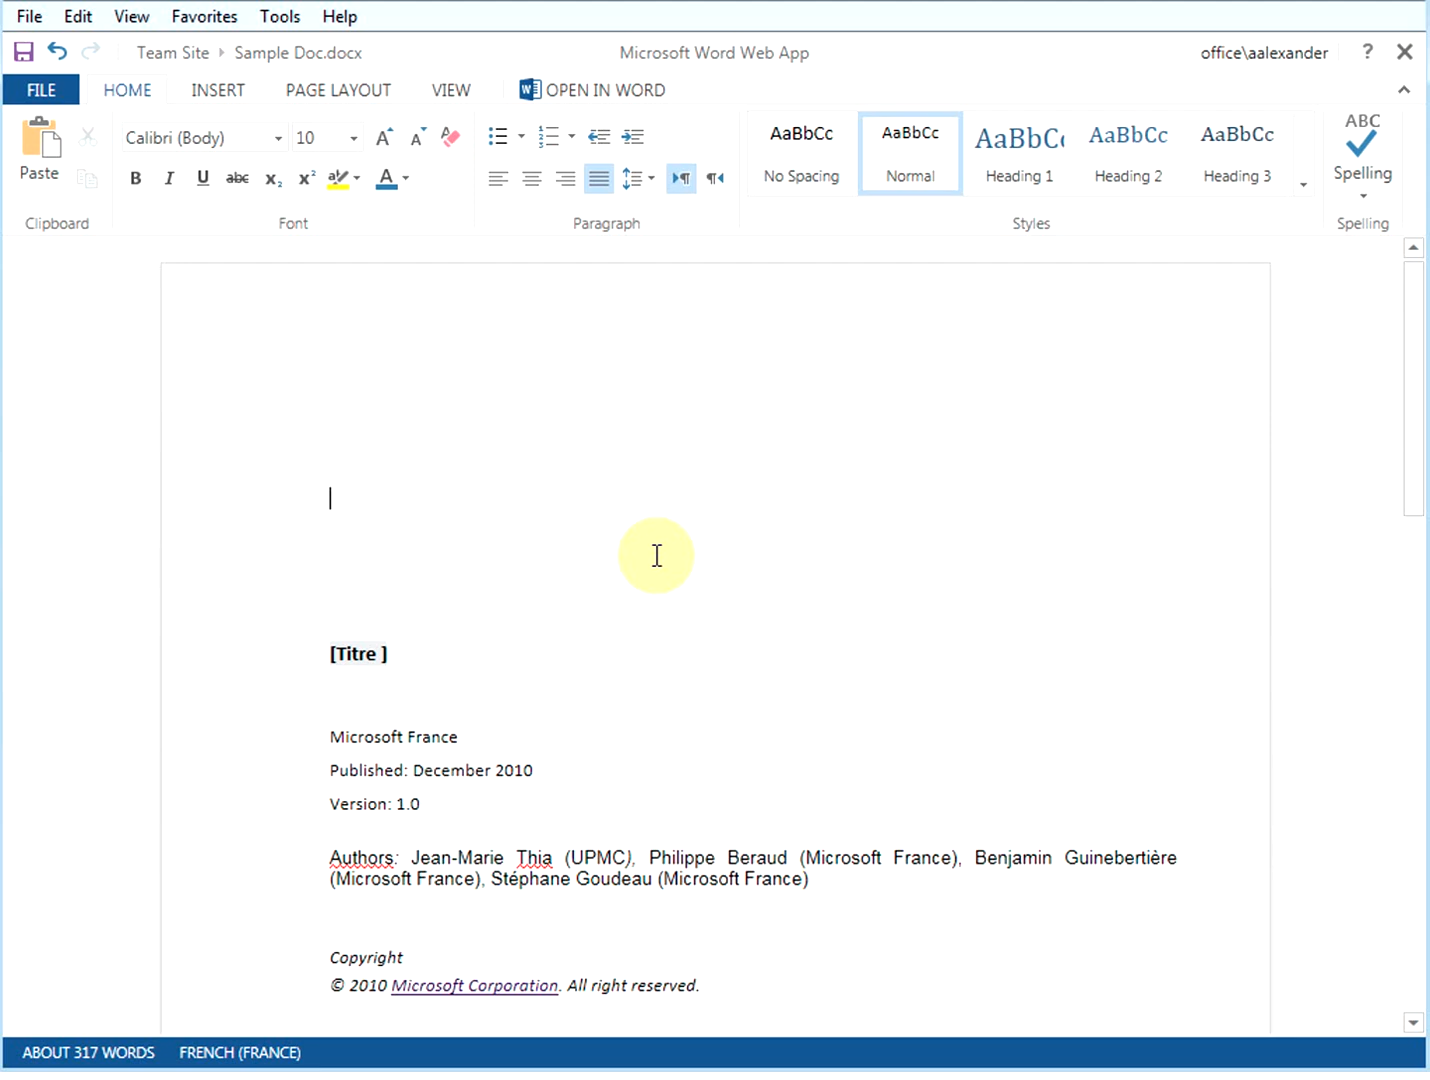 File Edit View Favorites Tools Help
Team Site Sample Doc.docx Microsoft Word Web App office\aalexander ?
FILE HOME INSERT PAGE LAYOUT VIEW OPEN IN WORD
Calibri (Body) 10 A A A
Paste
B I U abc x₂ x² ab A
AaBbCc AaBbCc AaBbCc AaBbCc AaBbCc
No Spacing Normal Heading 1 Heading 2 Heading 3
ABC
Spelling
Clipboard Font Paragraph Styles Spelling
[Titre ]
Microsoft France
Published: December 2010
Version: 1.0
Authors: Jean-Marie Thia (UPMC), Philippe Beraud (Microsoft France), Benjamin Guinebertière
(Microsoft France), Stéphane Goudeau (Microsoft France)
Copyright
© 2010 Microsoft Corporation. All right reserved.
ABOUT 317 WORDS FRENCH (FRANCE)